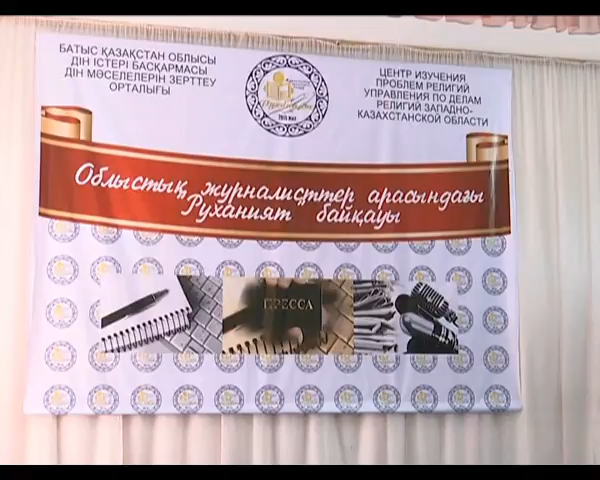 БАТЫС ҚАЗАҚСТАН ОБЛЫСЫ
ДІН ІСТЕРІ БАСҚАРМАСЫ
ДІН МӘСЕЛЕЛЕРІН ЗЕРТТЕУ
ОРТАЛЫҒЫ
ЦЕНТР ИЗУЧЕНИЯ
ПРОБЛЕМ РЕЛИГИЙ
УПРАВЛЕНИЯ ПО ДЕЛАМ
РЕЛИГИЙ ЗАПАДНО-
КАЗАХСТАНСКОЙ ОБЛАСТИ
Облыстық журналисттер арасындағы
Руханият байқауы
ПРЕССА